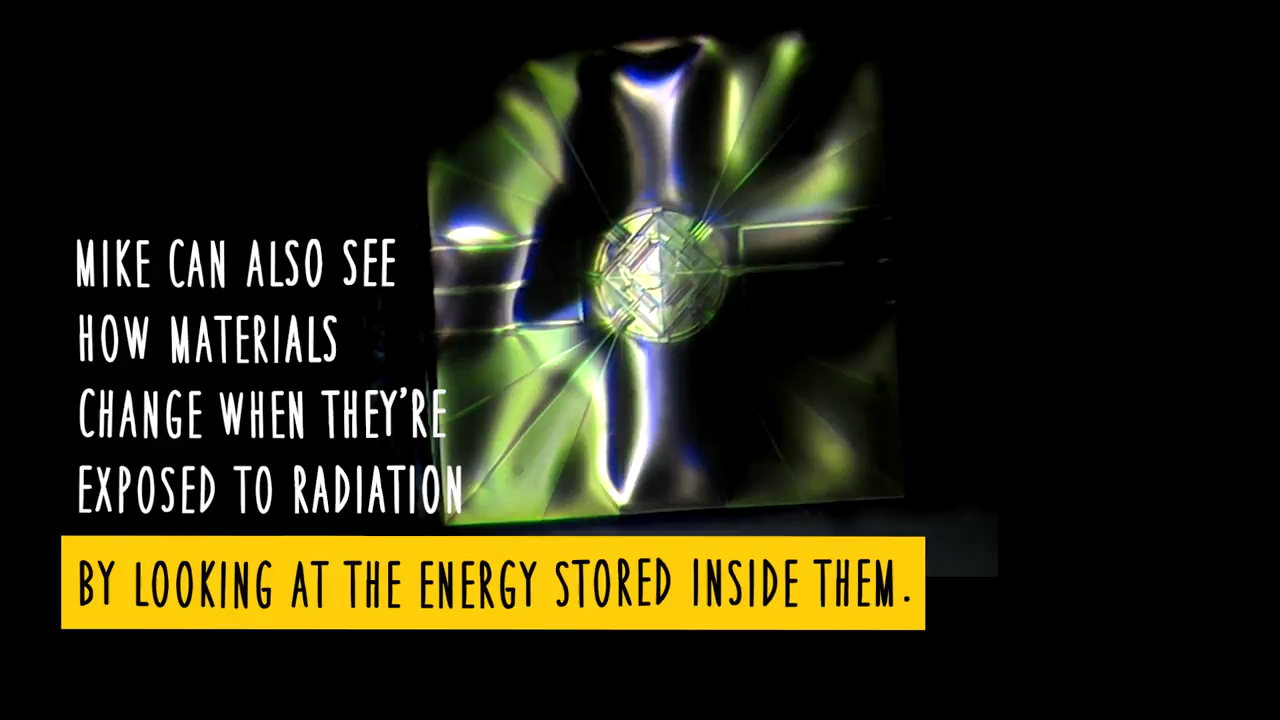 MIKE CAN ALSO SEE
HOW MATERIALS
CHANGE WHEN THEY'RE
EXPOSED TO RADIATION
BY LOOKING AT THE ENERGY STORED INSIDE THEM.